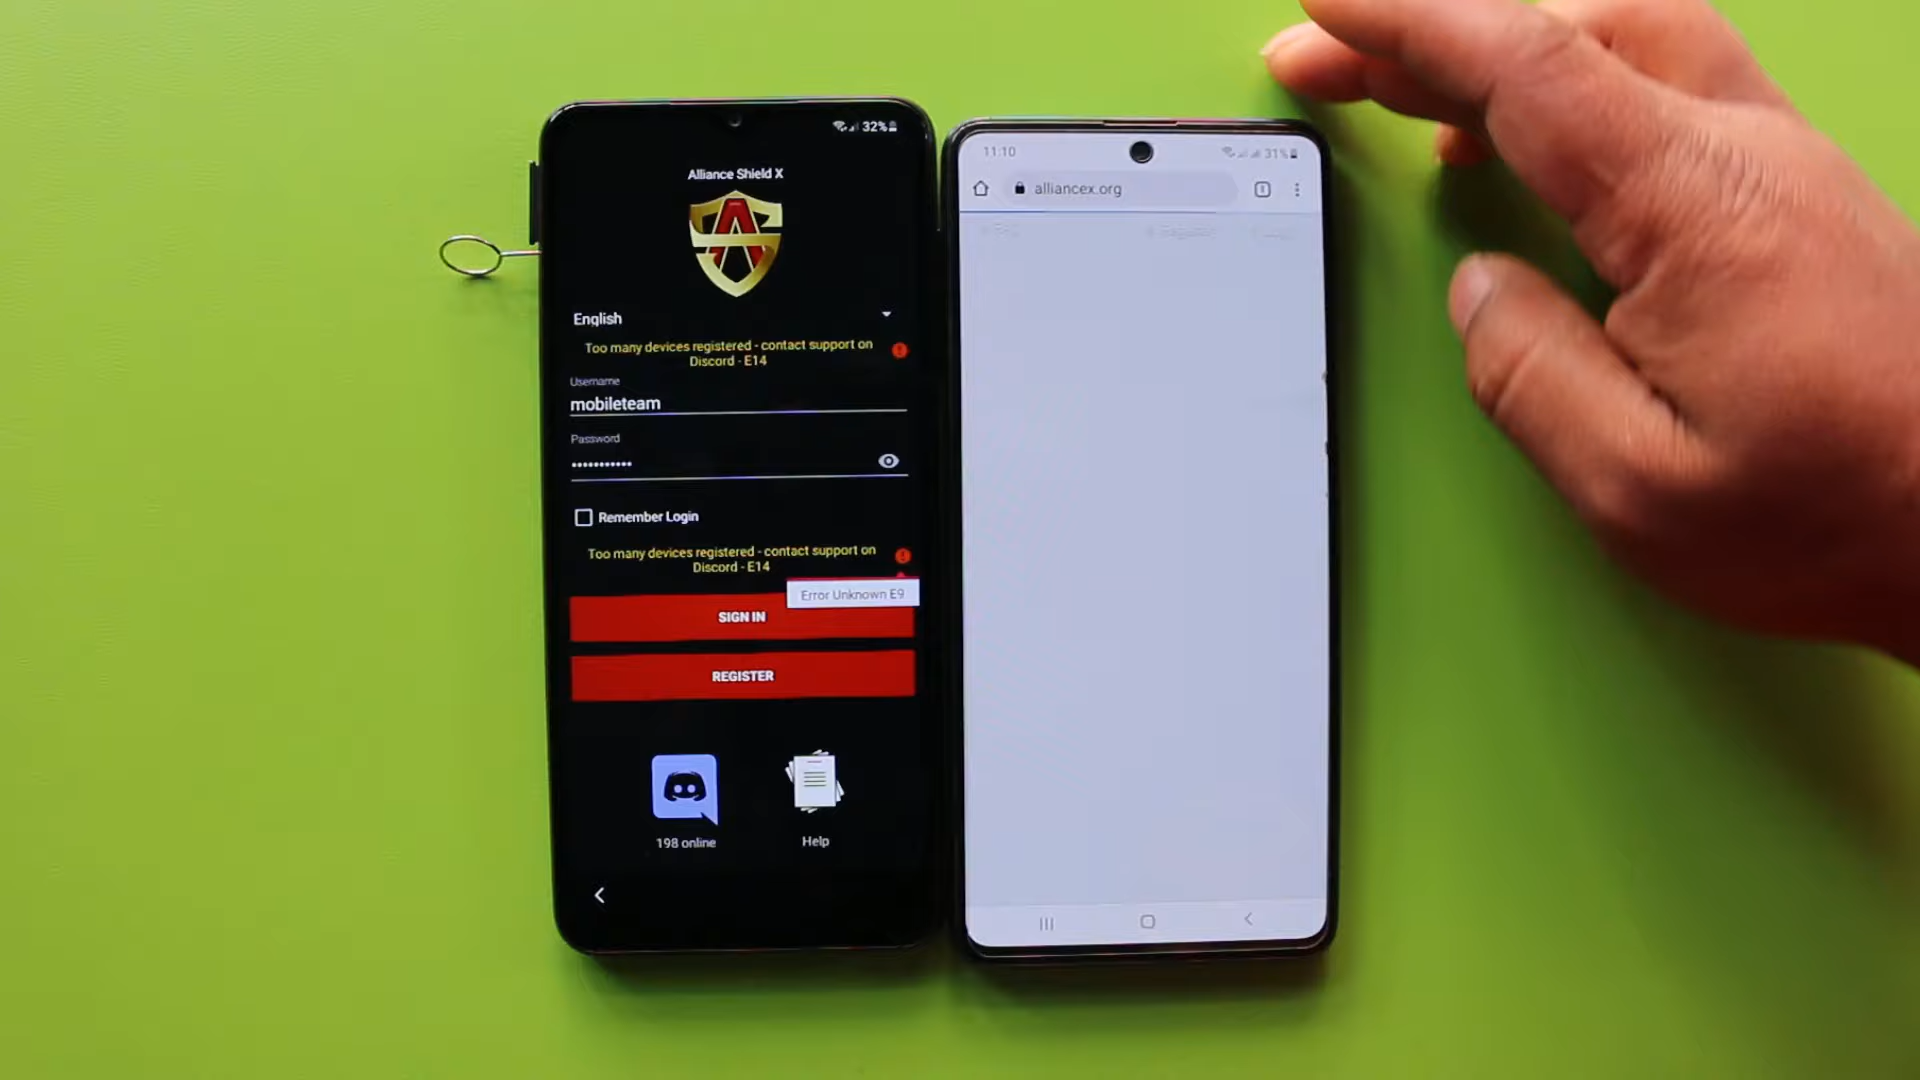 32%
Alliance Shield X
English
Too many devices registered - contact support on
Discord - E14
Username
mobileteam
Password
Remember Login
Too many devices registered - contact support on
Discord - E14
Error Unknown E9
SIGN IN
REGISTER
198 online
Help
11:10
31%
alliancex.org
Register